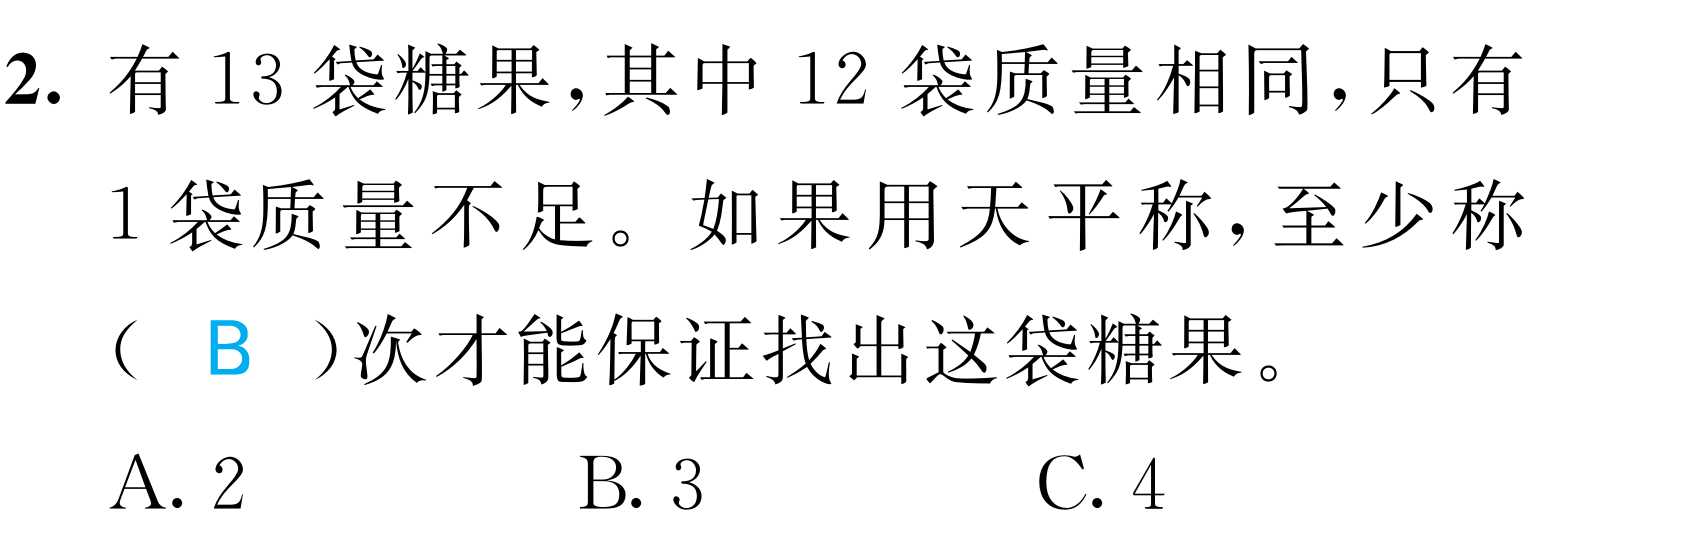 2. 有 13 袋糖果,其中 12 袋质量相同,只有
1 袋质量不足。如果用天平称,至少称
( B )次才能保证找出这袋糖果。
A. 2 B. 3 C. 4